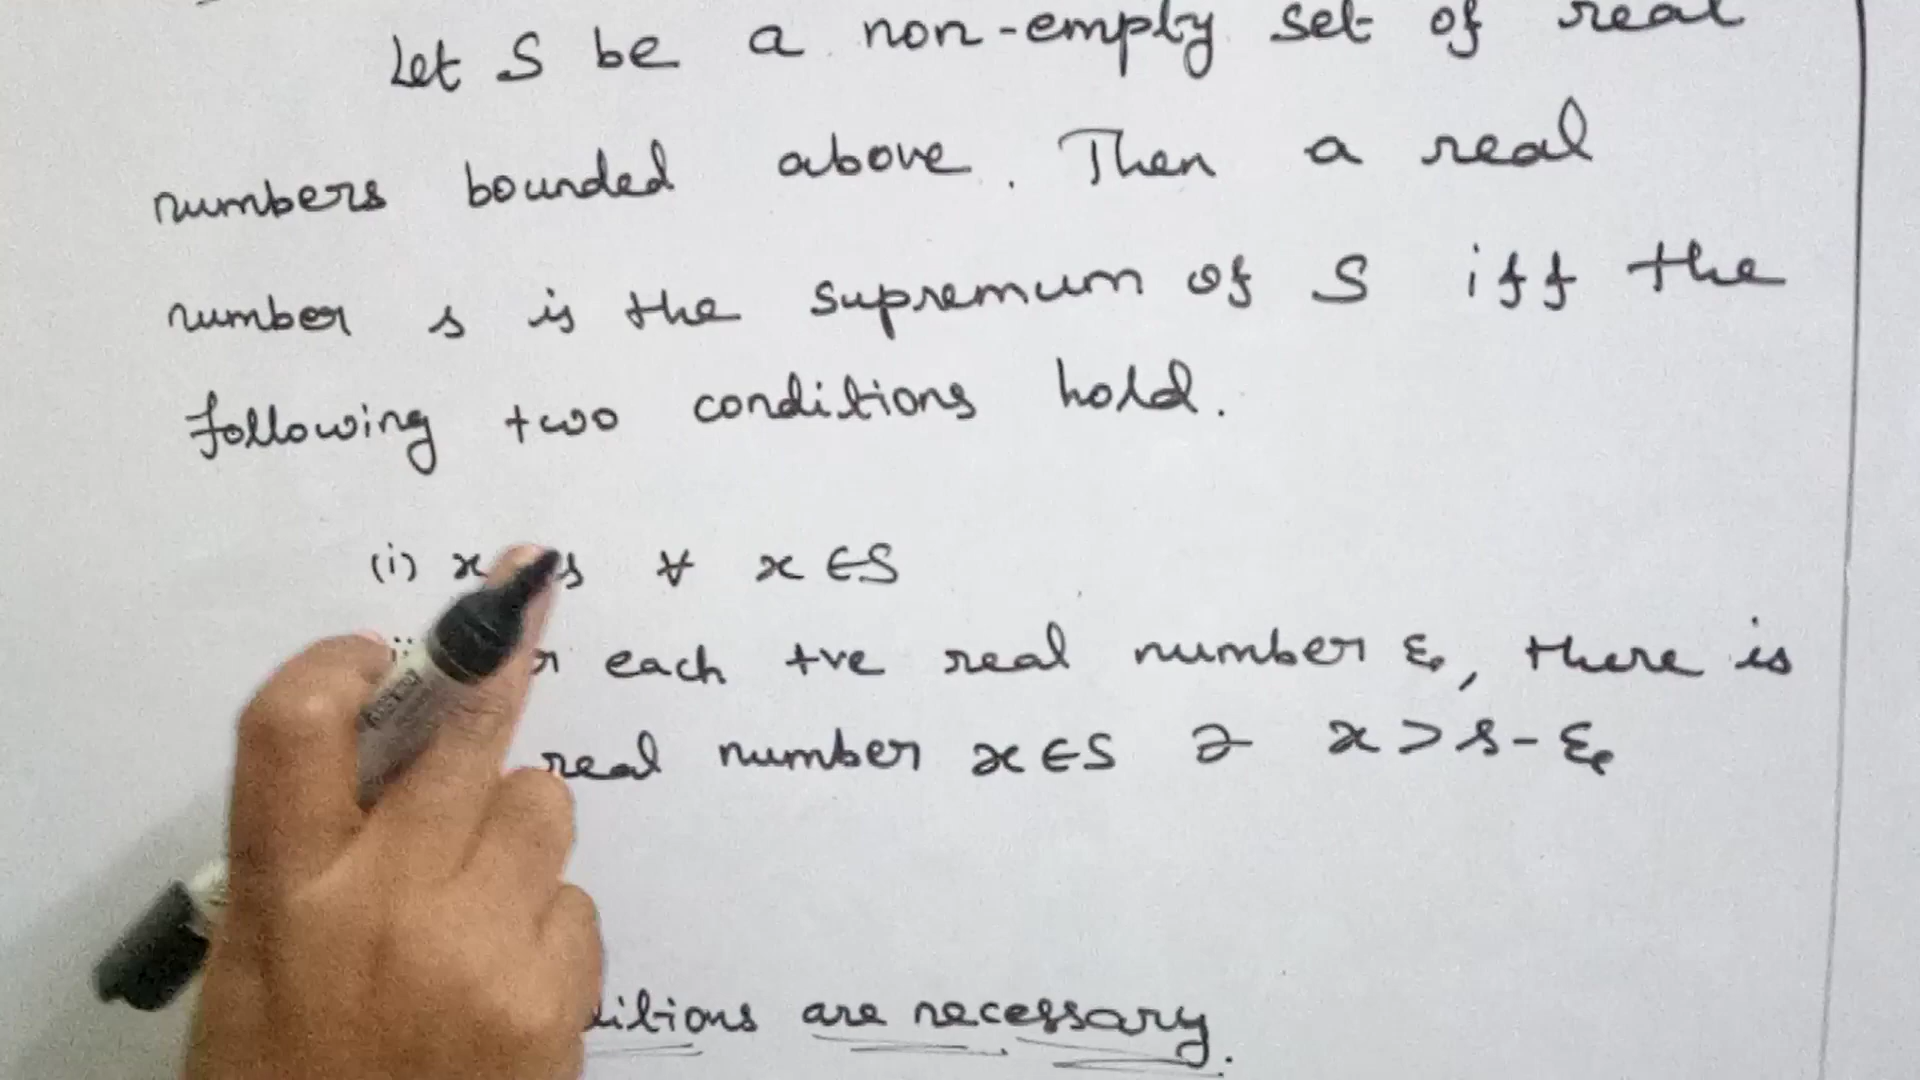 Let S be a non-empty set of real
numbers bounded above. Then a real
number s is the supremum of S iff the
following two conditions hold.
(i) x s ∀ x ∈ S
each +ve real number ε, there is
real number x ∈ S ∋ x > s - ε
are necessary.